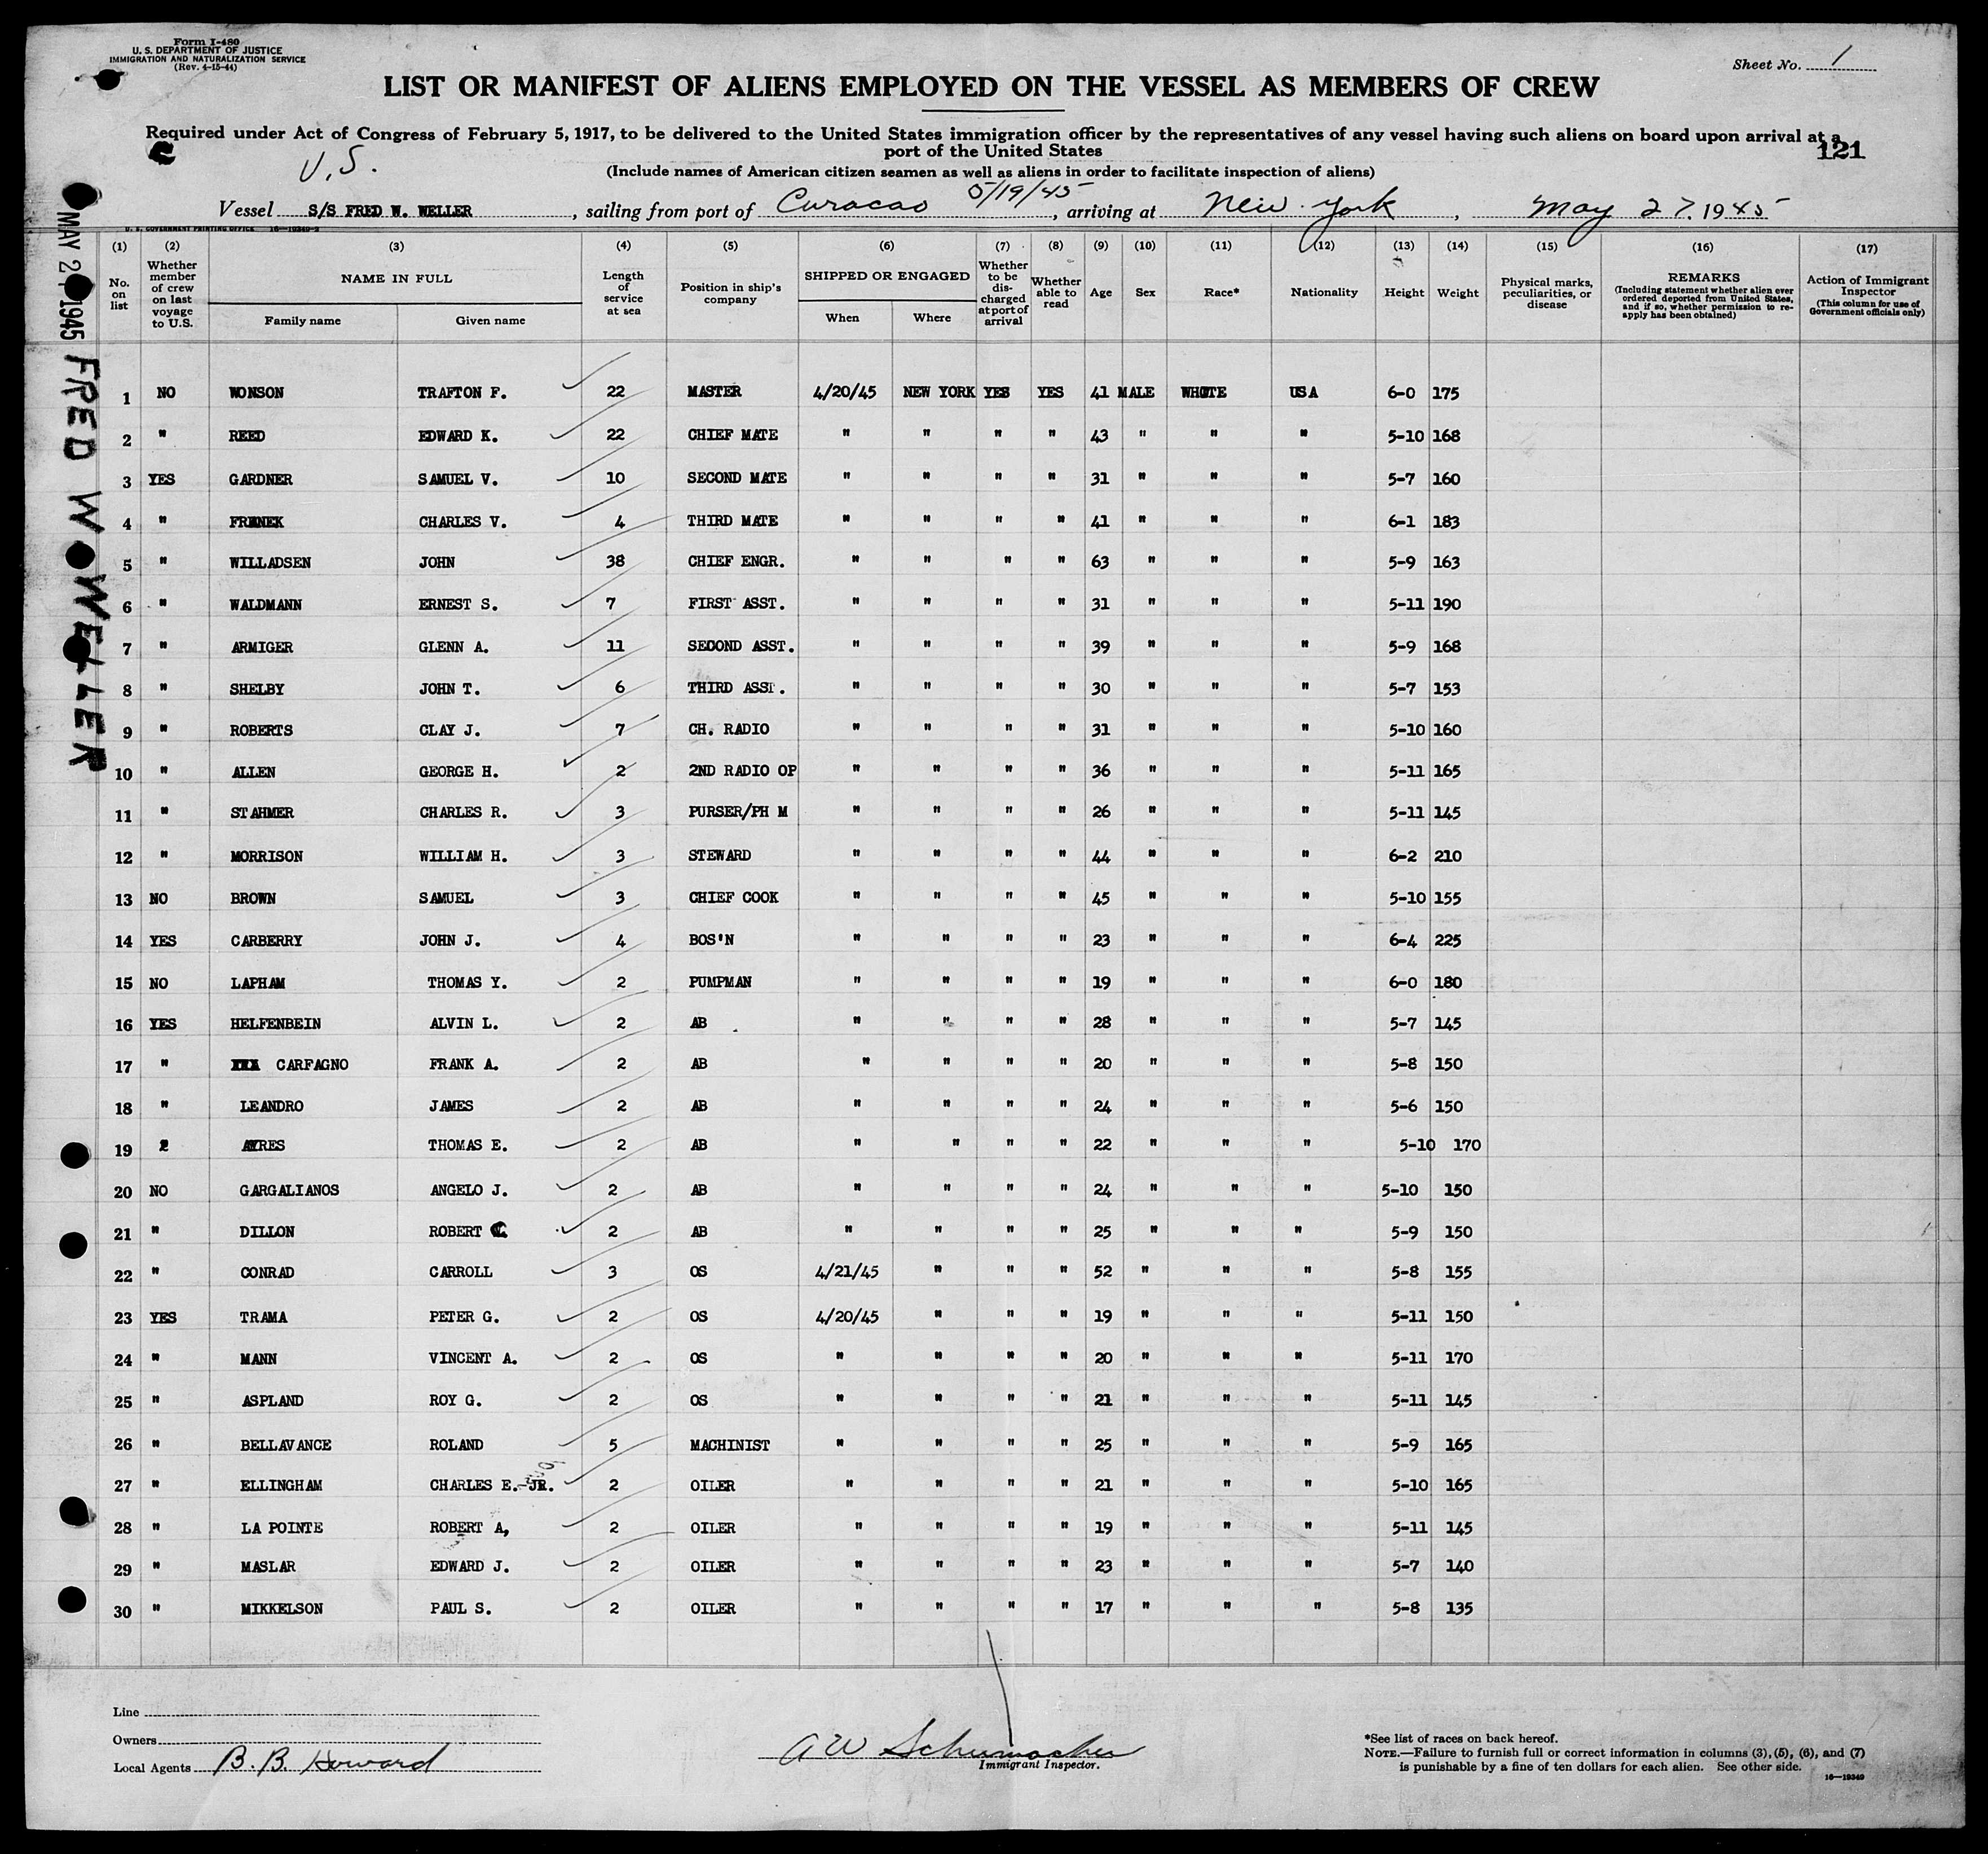 Form I-480
U. S. DEPARTMENT OF JUSTICE
IMMIGRATION AND NATURALIZATION SERVICE
(Rev. 4-15-44)
Sheet No. 1
LIST OR MANIFEST OF ALIENS EMPLOYED ON THE VESSEL AS MEMBERS OF CREW
Required under Act of Congress of February 5, 1917, to be delivered to the United States immigration officer by the representatives of any vessel having such aliens on board upon arrival at a
port of the United States
121
U.S.
(Include names of American citizen seamen as well as aliens in order to facilitate inspection of aliens)
Vessel S/S FRED W. WELLER, sailing from port of Curacao 5/19/45, arriving at New York, May 27, 1945
U. S. GOVERNMENT PRINTING OFFICE 16—19349-2
MAY 2 1945 FRED W WELLER
(1) (2) (3) (4) (5) (6) (7) (8) (9) (10) (11) (12) (13) (14) (15) (16) (17)
No. on list
Whether member of crew on last voyage to U.S.
NAME IN FULL
Family name
Given name
Length of service at sea
Position in ship's company
SHIPPED OR ENGAGED
When
Where
Whether to be discharged at port of arrival
Whether able to read
Age
Sex
Race*
Nationality
Height
Weight
Physical marks, peculiarities, or disease
REMARKS
(Including statement whether alien ever ordered deported from United States, and if so, whether permission to reapply has been obtained)
Action of Immigrant Inspector
(This column for use of Government officials only)
1 NO WONSON TRAFTON F. 22 MASTER 4/20/45 NEW YORK YES YES 41 MALE WHITE USA 6-0 175
2 " REED EDWARD K. 22 CHIEF MATE " " " " 43 " " " 5-10 168
3 YES GARDNER SAMUEL V. 10 SECOND MATE " " " " 31 " " " 5-7 160
4 " FRANEK CHARLES V. 4 THIRD MATE " " " " 41 " " " 6-1 183
5 " WILLADSEN JOHN 38 CHIEF ENGR. " " " " 63 " " " 5-9 163
6 " WALDMANN ERNEST S. 7 FIRST ASST. " " " " 31 " " " 5-11 190
7 " ARMIGER GLENN A. 11 SECOND ASST. " " " " 39 " " " 5-9 168
8 " SHELBY JOHN T. 6 THIRD ASST. " " " " 30 " " " 5-7 153
9 " ROBERTS CLAY J. 7 CH. RADIO " " " " 31 " " " 5-10 160
10 " ALLEN GEORGE H. 2 2ND RADIO OP " " " " 36 " " " 5-11 165
11 " STAHMER CHARLES R. 3 PURSER/PH M " " " " 26 " " " 5-11 145
12 " MORRISON WILLIAM H. 3 STEWARD " " " " 44 " " " 6-2 210
13 NO BROWN SAMUEL 3 CHIEF COOK " " " " 45 " " " 5-10 155
14 YES CARBERRY JOHN J. 4 BOS'N " " " " 23 " " " 6-4 225
15 NO LAPHAM THOMAS Y. 2 PUMPMAN " " " " 19 " " " 6-0 180
16 YES HELFENBEIN ALVIN L. 2 AB " " " " 28 " " " 5-7 145
17 " CARFAGNO FRANK A. 2 AB " " " " 20 " " " 5-8 150
18 " LEANDRO JAMES 2 AB " " " " 24 " " " 5-6 150
19 2 AYRES THOMAS E. 2 AB " " " " 22 " " " 5-10 170
20 NO GARGALIANOS ANGELO J. 2 AB " " " " 24 " " " 5-10 150
21 " DILLON ROBERT 2 AB " " " " 25 " " " 5-9 150
22 " CONRAD CARROLL 3 OS 4/21/45 " " " 52 " " " 5-8 155
23 YES TRAMA PETER G. 2 OS 4/20/45 " " " 19 " " " 5-11 150
24 " MANN VINCENT A. 2 OS " " " " 20 " " " 5-11 170
25 " ASPLAND ROY G. 2 OS " " " " 21 " " " 5-11 145
26 " BELLAVANCE ROLAND 5 MACHINIST " " " " 25 " " " 5-9 165
27 " ELLINGHAM CHARLES E.-JR. 2 OILER " " " " 21 " " " 5-10 165
28 " LA POINTE ROBERT A, 2 OILER " " " " 19 " " " 5-11 145
29 " MASLAR EDWARD J. 2 OILER " " " " 23 " " " 5-7 140
30 " MIKKELSON PAUL S. 2 OILER " " " " 17 " " " 5-8 135
Line
Owners
Local Agents B. B. Howard
A W Schumacher
Immigrant Inspector.
*See list of races on back hereof.
NOTE.—Failure to furnish full or correct information in columns (3), (5), (6), and (7)
is punishable by a fine of ten dollars for each alien. See other side.
16—19349